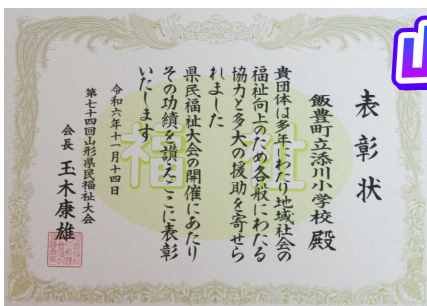 表彰状
飯豊町立添川小学校 殿
貴団体は多年にわたり地域社会の
福祉向上のため各般にわたる
協力と多大の援助を寄せら
れました
県民福祉大会の開催にあたり
その功績を讃えここに表彰
いたします
令和六年十一月十四日
第七十四回山形県民福祉大会
会長 玉木康雄
福祉
山